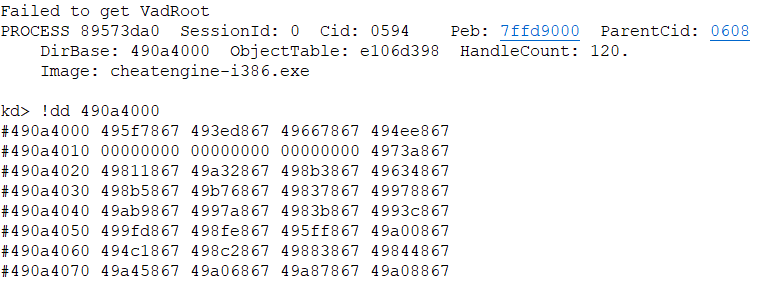 Failed to get VadRoot
PROCESS 89573da0  SessionId: 0  Cid: 0594    Peb: 7ffd9000  ParentCid: 0608
    DirBase: 490a4000  ObjectTable: e106d398  HandleCount: 120.
    Image: cheatengine-i386.exe

kd> !dd 490a4000
#490a4000 495f7867 493ed867 49667867 494ee867
#490a4010 00000000 00000000 00000000 4973a867
#490a4020 49811867 49a32867 498b3867 49634867
#490a4030 498b5867 49b76867 49837867 49978867
#490a4040 49ab9867 4997a867 4983b867 4993c867
#490a4050 499fd867 498fe867 495ff867 49a00867
#490a4060 494c1867 498c2867 49883867 49844867
#490a4070 49a45867 49a06867 49a87867 49a08867